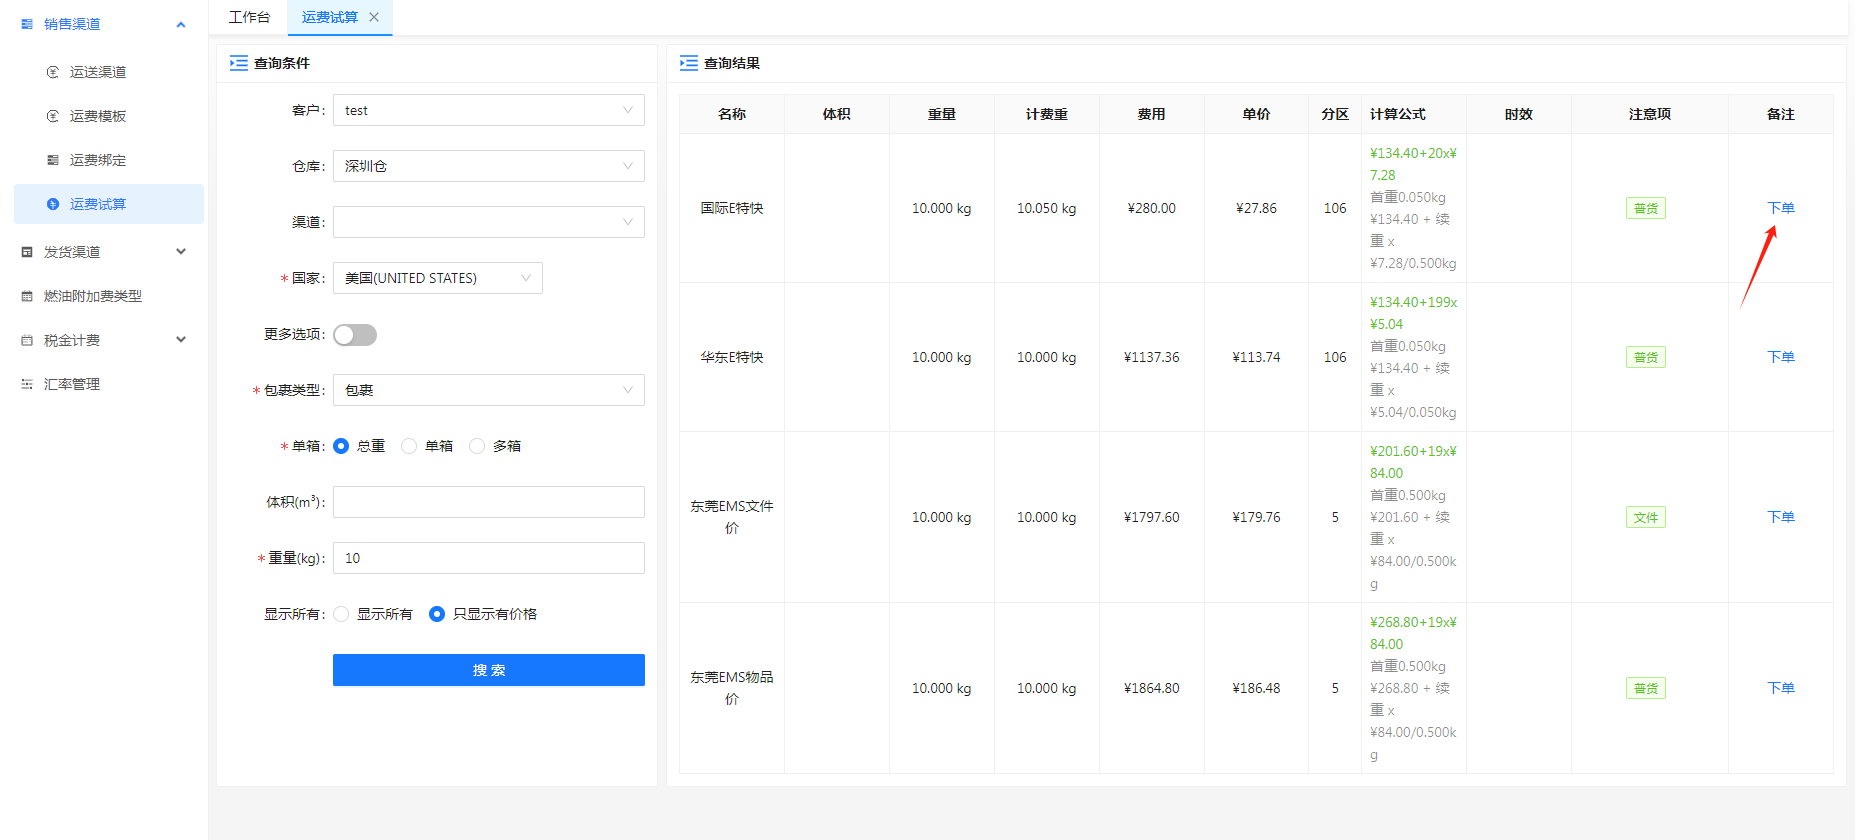 销售渠道
运送渠道
运费模板
运费绑定
运费试算
发货渠道
燃油附加费类型
税金计费
汇率管理
工作台
运费试算
查询条件
客户: test
仓库: 深圳仓
渠道:
* 国家: 美国(UNITED STATES)
更多选项:
* 包裹类型: 包裹
* 单箱: 总重 单箱 多箱
体积(m³):
* 重量(kg): 10
显示所有: 显示所有 只显示有价格
搜 索
查询结果
名称 体积 重量 计费重 费用 单价 分区 计算公式 时效 注意项 备注
国际E特快 10.000 kg 10.050 kg ¥280.00 ¥27.86 106
¥134.40+20x¥
7.28
首重0.050kg
¥134.40 + 续
重 x
¥7.28/0.500kg
普货 下单
华东E特快 10.000 kg 10.000 kg ¥1137.36 ¥113.74 106
¥134.40+199x
¥5.04
首重0.050kg
¥134.40 + 续
重 x
¥5.04/0.050kg
普货 下单
东莞EMS文件
价
10.000 kg 10.000 kg ¥1797.60 ¥179.76 5
¥201.60+19x¥
84.00
首重0.500kg
¥201.60 + 续
重 x
¥84.00/0.500k
g
文件 下单
东莞EMS物品
价
10.000 kg 10.000 kg ¥1864.80 ¥186.48 5
¥268.80+19x¥
84.00
首重0.500kg
¥268.80 + 续
重 x
¥84.00/0.500k
g
普货 下单